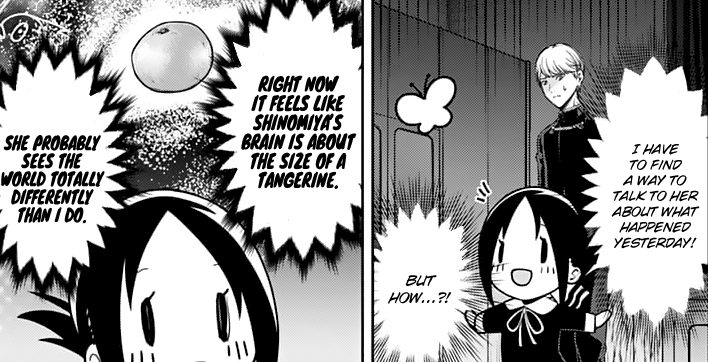 I HAVE
TO FIND
A WAY TO
TALK TO HER
ABOUT WHAT
HAPPENED
YESTERDAY!
BUT
HOW...?!
RIGHT NOW
IT FEELS LIKE
SHINOMIYA'S
BRAIN IS ABOUT
THE SIZE OF A
TANGERINE.
SHE PROBABLY
SEES THE
WORLD TOTALLY
DIFFERENTLY
THAN I DO.